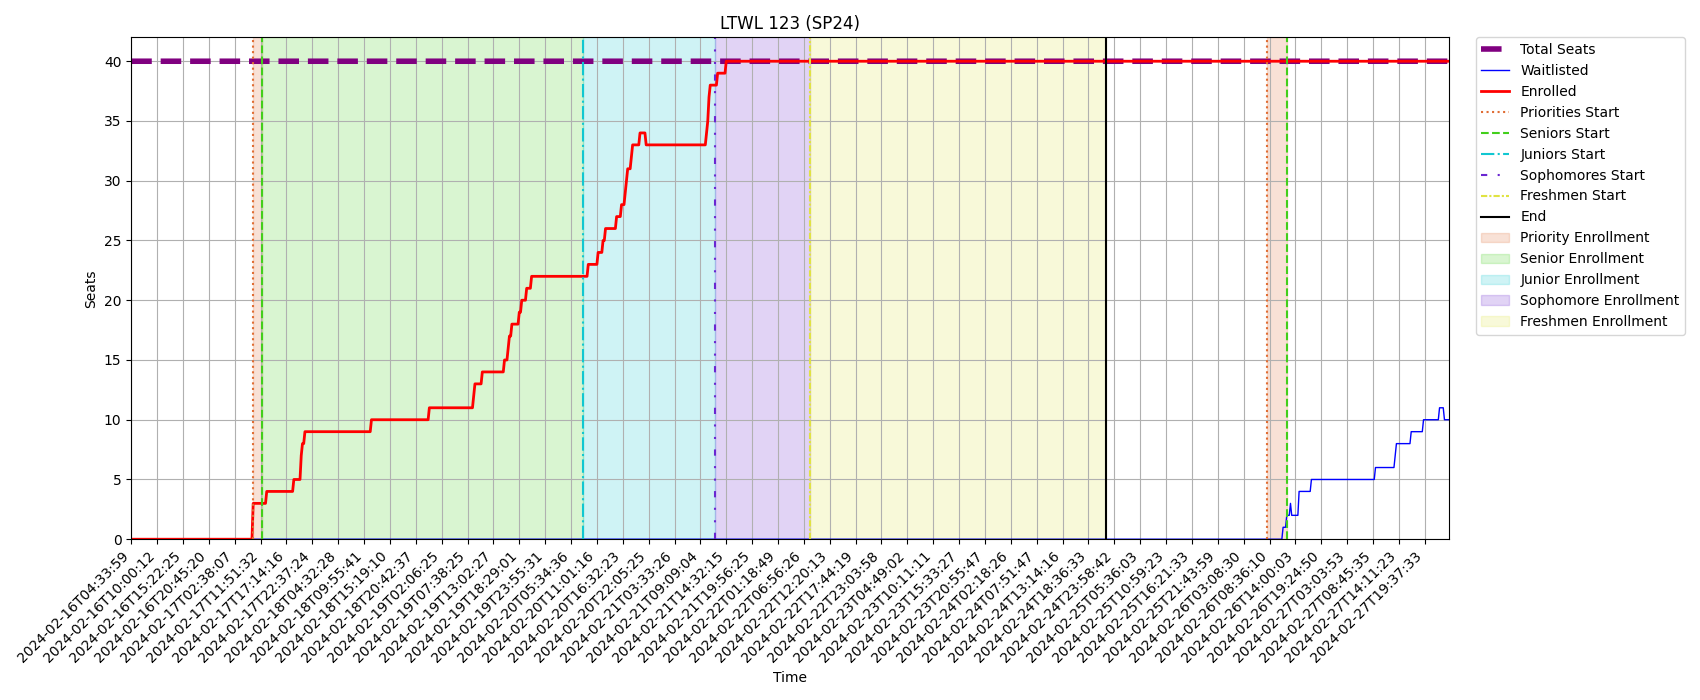 LTWL 123 (SP24)
Seats
40
35
30
25
20
15
10
5
0
2024-02-16T04:33:59
2024-02-16T10:00:12
2024-02-16T15:22:25
2024-02-16T20:45:20
2024-02-17T02:38:07
2024-02-17T11:51:32
2024-02-17T17:14:16
2024-02-17T22:37:24
2024-02-18T04:32:28
2024-02-18T09:55:41
2024-02-18T15:19:10
2024-02-18T20:42:37
2024-02-19T02:06:25
2024-02-19T07:38:25
2024-02-19T13:02:27
2024-02-19T18:29:01
2024-02-19T23:55:31
2024-02-20T05:34:36
2024-02-20T11:01:16
2024-02-20T16:32:23
2024-02-20T22:05:25
2024-02-21T03:33:26
2024-02-21T09:09:04
2024-02-21T14:32:15
2024-02-21T19:56:25
2024-02-22T01:18:49
2024-02-22T06:56:26
2024-02-22T12:20:13
2024-02-22T17:44:19
2024-02-22T23:03:58
2024-02-23T04:49:02
2024-02-23T10:11:11
2024-02-23T15:33:27
2024-02-23T20:55:47
2024-02-24T02:18:26
2024-02-24T07:51:47
2024-02-24T13:14:16
2024-02-24T18:36:33
2024-02-24T23:58:42
2024-02-25T05:36:03
2024-02-25T10:59:23
2024-02-25T16:21:33
2024-02-25T21:43:59
2024-02-26T03:08:30
2024-02-26T08:36:10
2024-02-26T14:00:03
2024-02-26T19:24:50
2024-02-27T03:03:53
2024-02-27T08:45:35
2024-02-27T14:11:23
2024-02-27T19:37:33
Time
Total Seats
Waitlisted
Enrolled
Priorities Start
Seniors Start
Juniors Start
Sophomores Start
Freshmen Start
End
Priority Enrollment
Senior Enrollment
Junior Enrollment
Sophomore Enrollment
Freshmen Enrollment